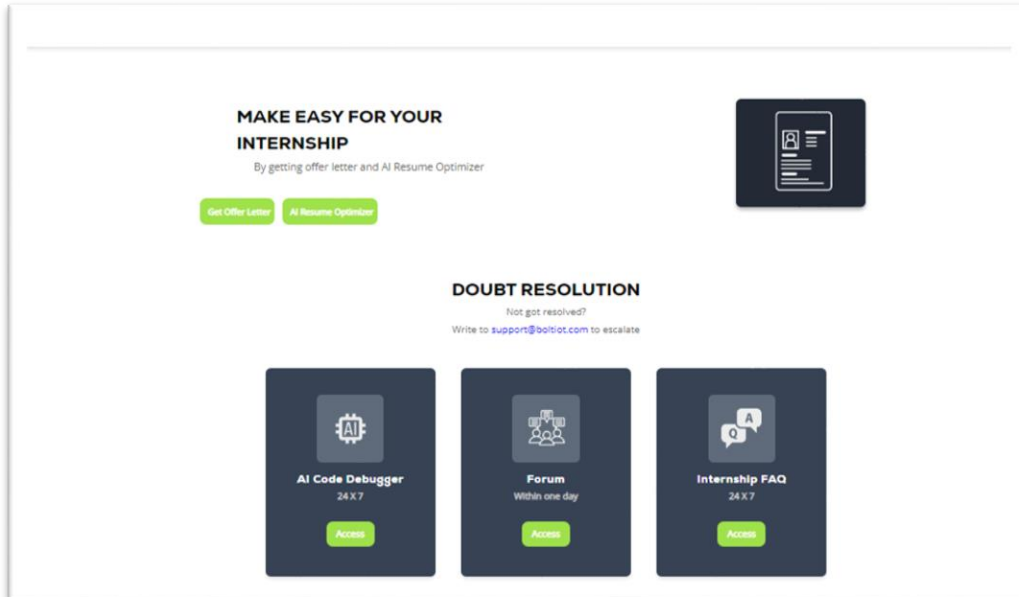 MAKE EASY FOR YOUR
INTERNSHIP
By getting offer letter and AI Resume Optimizer
Get Offer Letter
AI Resume Optimizer
DOUBT RESOLUTION
Not got resolved?
Write to support@boltiot.com to escalate
AI
AI Code Debugger
24 X 7
Access
Forum
Within one day
Access
Q A
Internship FAQ
24 X 7
Access